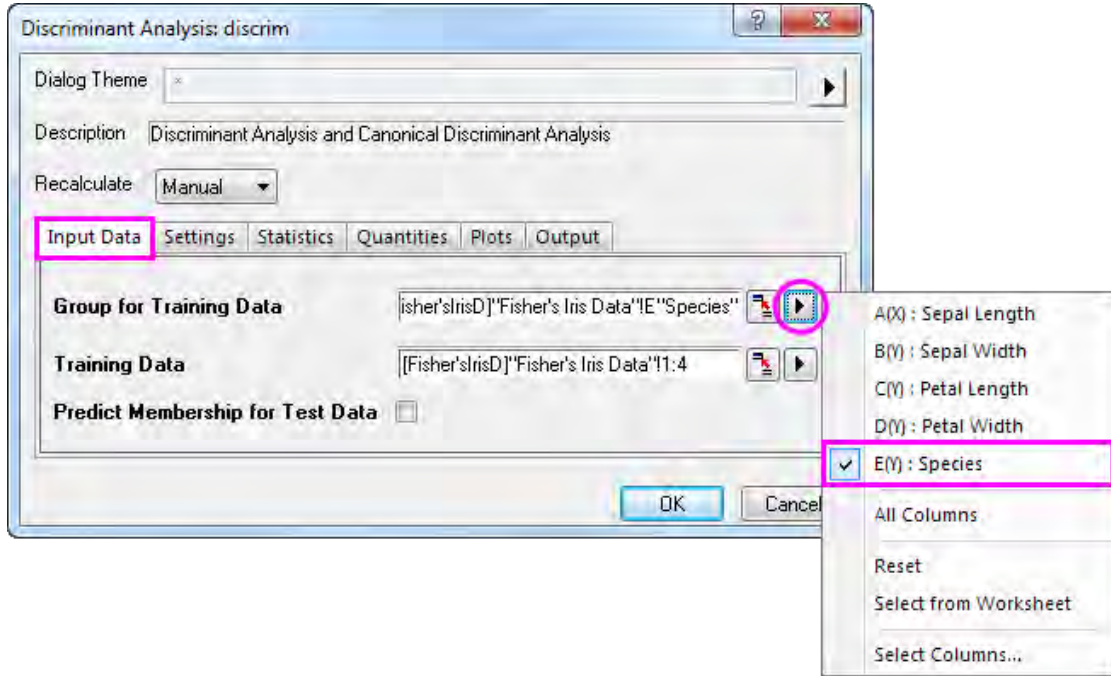 Discriminant Analysis: discrim
Dialog Theme *
Description Discriminant Analysis and Canonical Discriminant Analysis
Recalculate Manual
Input Data Settings Statistics Quantities Plots Output
Group for Training Data isher'sIrisD]"Fisher's Iris Data"!E"Species"
Training Data [Fisher'sIrisD]"Fisher's Iris Data"!1:4
Predict Membership for Test Data
OK Cancel
A(X) : Sepal Length
B(Y) : Sepal Width
C(Y) : Petal Length
D(Y) : Petal Width
E(Y) : Species
All Columns
Reset
Select from Worksheet
Select Columns...